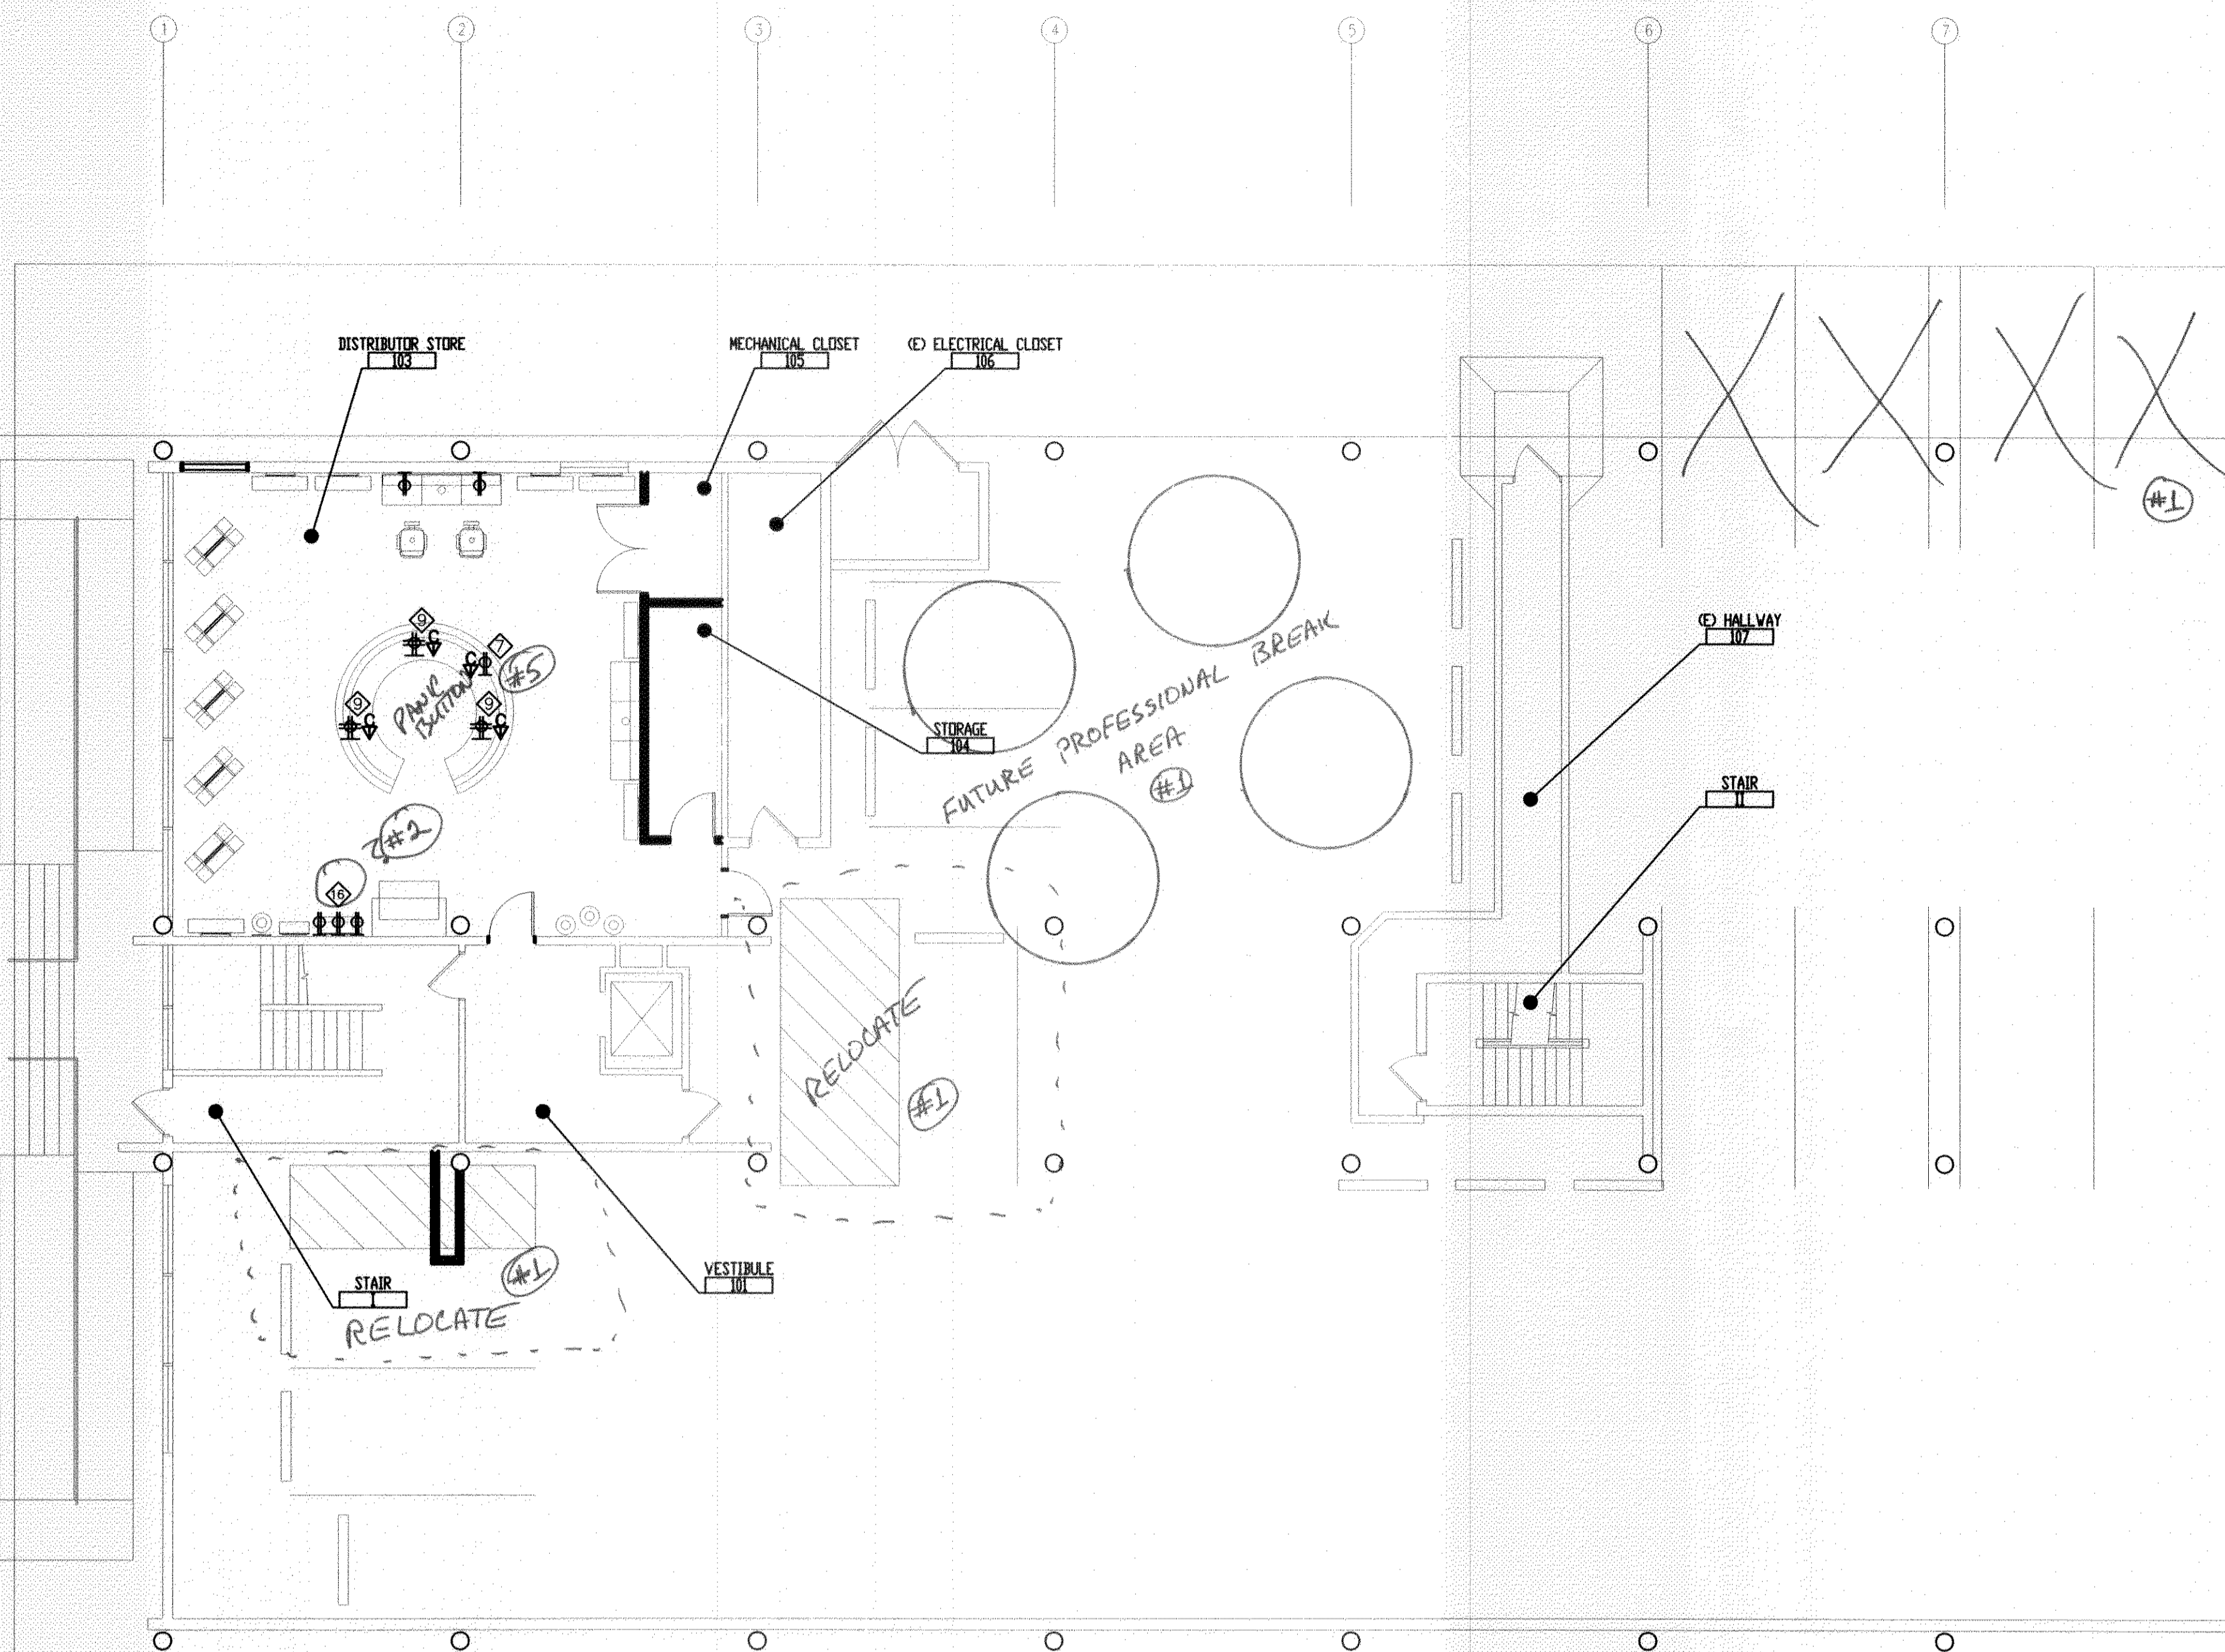 1 2 3 4 5 6 7
DISTRIBUTOR STORE
103
MECHANICAL CLOSET
105
(E) ELECTRICAL CLOSET
106
#1
(E) HALLWAY
107
9
7
C
C
#5
PANIC
BUTTON
9
C
9
C
STORAGE
104
FUTURE PROFESSIONAL BREAK
AREA
#1
STAIR
II
?#2
16
RELOCATE
#1
#1
STAIR
I
RELOCATE
VESTIBULE
101